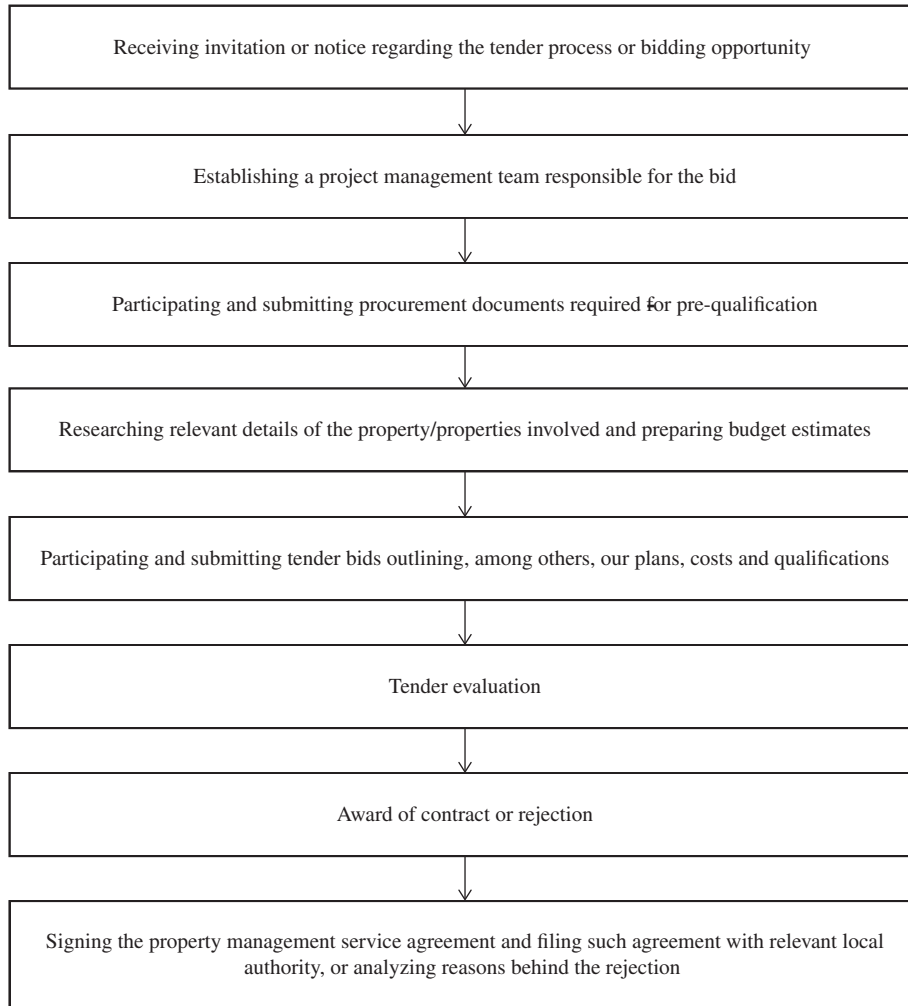 Receiving invitation or notice regarding the tender process or bidding opportunity
Establishing a project management team responsible for the bid
Participating and submitting procurement documents required for pre-qualification
Researching relevant details of the property/properties involved and preparing budget estimates
Participating and submitting tender bids outlining, among others, our plans, costs and qualifications
Tender evaluation
Award of contract or rejection
Signing the property management service agreement and filing such agreement with relevant local
authority, or analyzing reasons behind the rejection